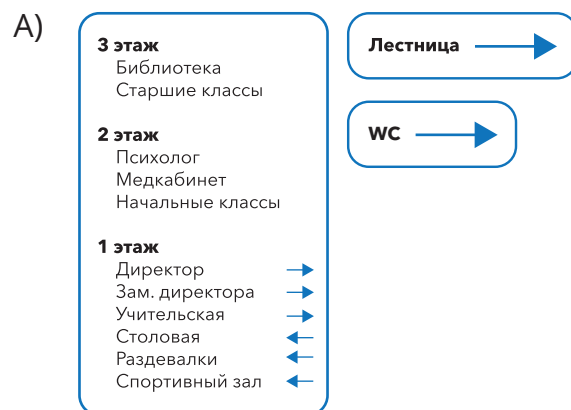 А)
3 этаж
Библиотека
Старшие классы
2 этаж
Психолог
Медкабинет
Начальные классы
1 этаж
Директор
Зам. директора
Учительская
Столовая
Раздевалки
Спортивный зал
Лестница
WC